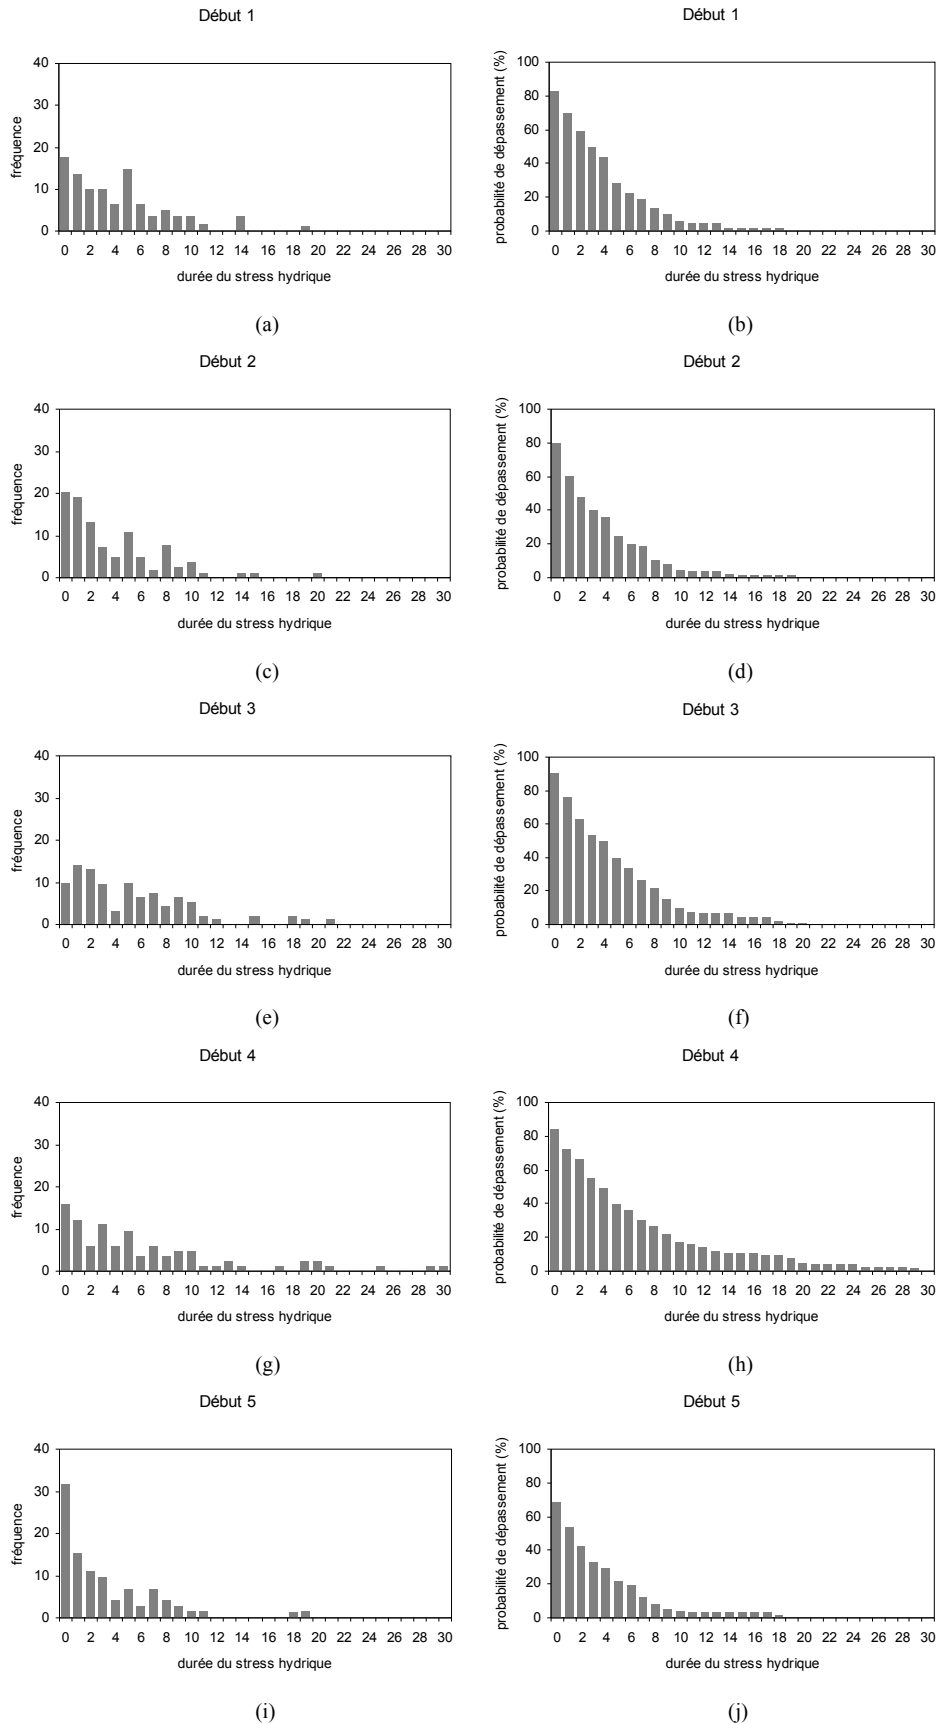 Début 1
fréquence
40
30
20
10
0
0 2 4 6 8 10 12 14 16 18 20 22 24 26 28 30
durée du stress hydrique
(a)
Début 1
probabilité de dépassement (%)
100
80
60
40
20
0
0 2 4 6 8 10 12 14 16 18 20 22 24 26 28 30
durée du stress hydrique
(b)
Début 2
fréquence
40
30
20
10
0
0 2 4 6 8 10 12 14 16 18 20 22 24 26 28 30
durée du stress hydrique
(c)
Début 2
probabilité de dépassement (%)
100
80
60
40
20
0
0 2 4 6 8 10 12 14 16 18 20 22 24 26 28 30
durée du stress hydrique
(d)
Début 3
fréquence
40
30
20
10
0
0 2 4 6 8 10 12 14 16 18 20 22 24 26 28 30
durée du stress hydrique
(e)
Début 3
probabilité de dépassement (%)
100
80
60
40
20
0
0 2 4 6 8 10 12 14 16 18 20 22 24 26 28 30
durée du stress hydrique
(f)
Début 4
fréquence
40
30
20
10
0
0 2 4 6 8 10 12 14 16 18 20 22 24 26 28 30
durée du stress hydrique
(g)
Début 4
probabilité de dépassement (%)
100
80
60
40
20
0
0 2 4 6 8 10 12 14 16 18 20 22 24 26 28 30
durée du stress hydrique
(h)
Début 5
fréquence
40
30
20
10
0
0 2 4 6 8 10 12 14 16 18 20 22 24 26 28 30
durée du stress hydrique
(i)
Début 5
probabilité de dépassement (%)
100
80
60
40
20
0
0 2 4 6 8 10 12 14 16 18 20 22 24 26 28 30
durée du stress hydrique
(j)